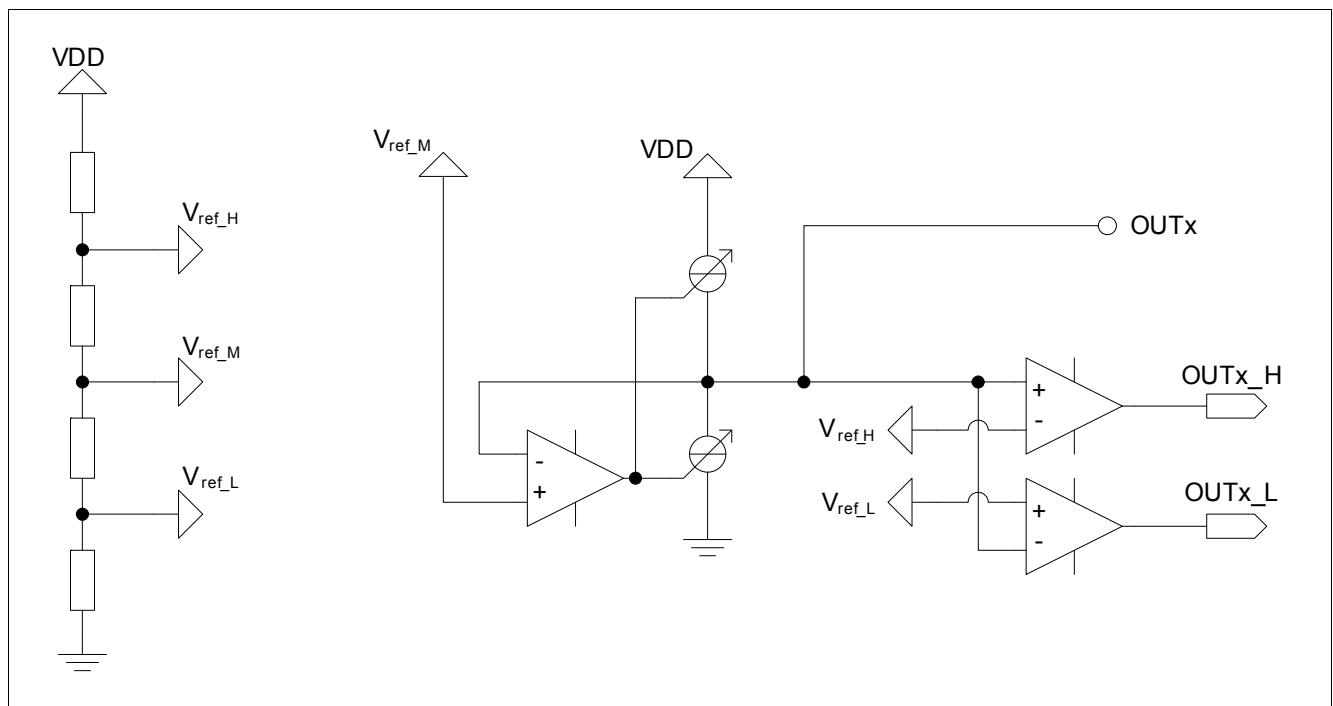 VDD
V_ref_H
V_ref_M
V_ref_L
V_ref_M
VDD
OUTx
-
+
+
-
V_ref_H
OUTx_H
+
-
V_ref_L
OUTx_L